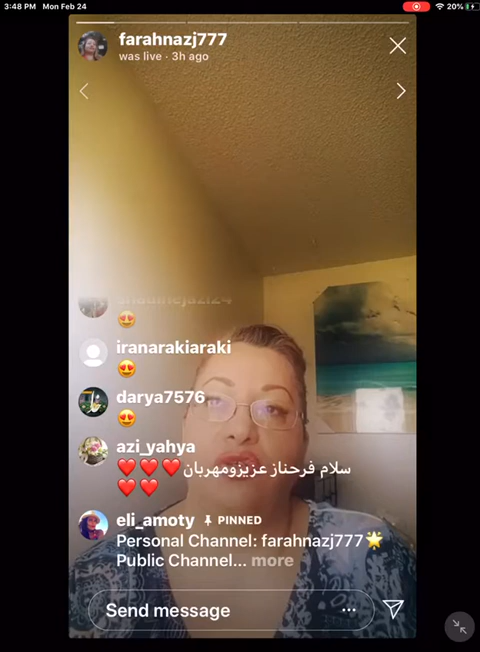 3:48 PM Mon Feb 24
20%
farahnazj777
was live · 3h ago
iranarakiaraki
😍
darya7576
😍
azi_yahya
❤️❤️❤️سلام فرحناز عزیزومهربان
❤️❤️
eli_amoty PINNED
Personal Channel: farahnazj777🌟
Public Channel... more
Send message